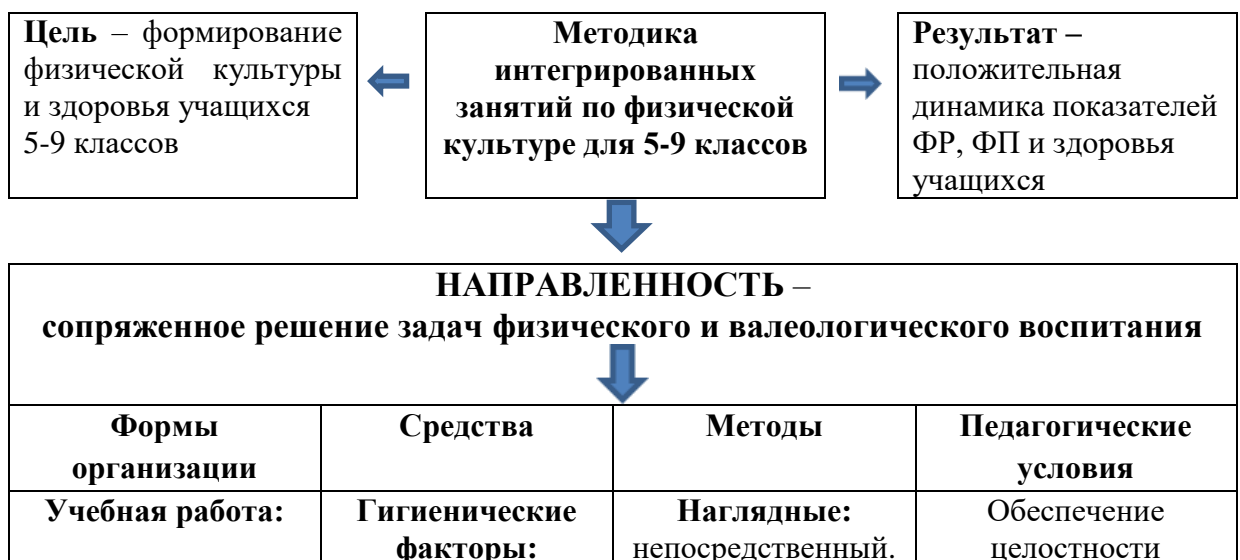 Цель – формирование
физической культуры
и здоровья учащихся
5-9 классов
Методика
интегрированных
занятий по физической
культуре для 5-9 классов
Результат –
положительная
динамика показателей
ФР, ФП и здоровья
учащихся
НАПРАВЛЕННОСТЬ –
сопряженное решение задач физического и валеологического воспитания
Формы
организации
Средства
Методы
Педагогические
условия
Учебная работа:
Гигиенические
факторы:
Наглядные:
непосредственный.
Обеспечение
целостности